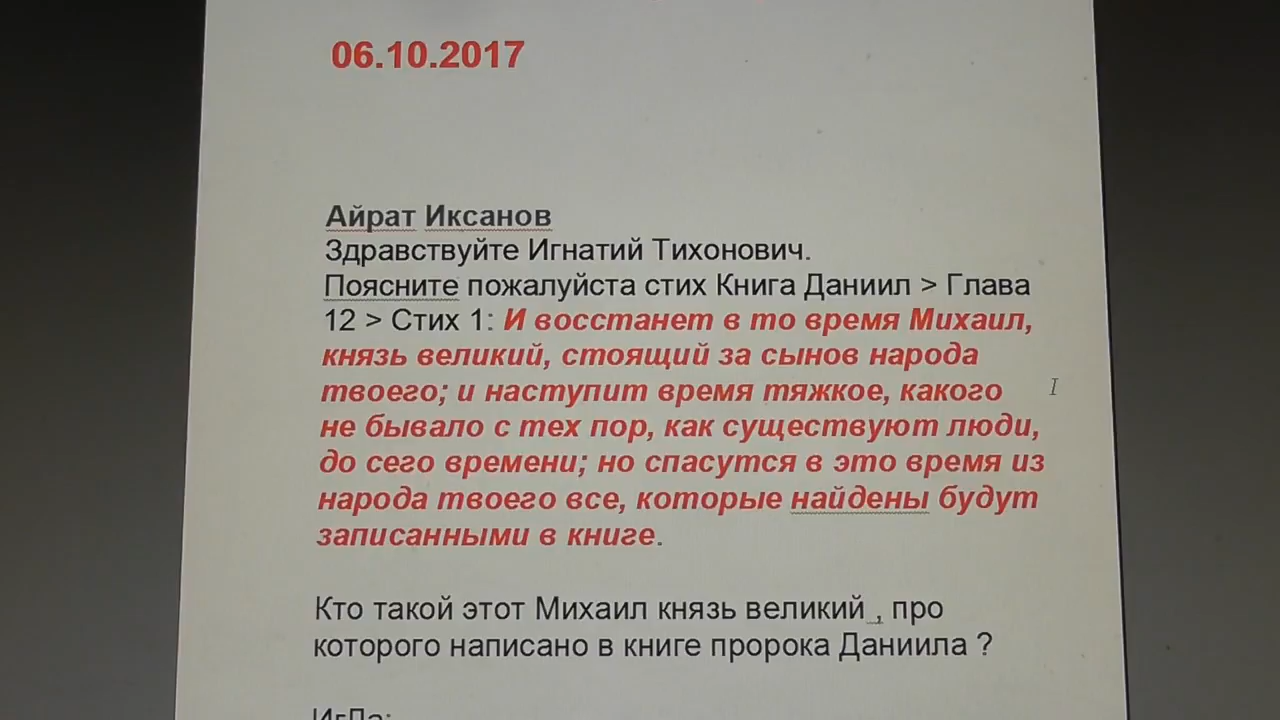 06.10.2017
Айрат Иксанов
Здравствуйте Игнатий Тихонович.
Поясните пожалуйста стих Книга Даниил > Глава
12 > Стих 1: И восстанет в то время Михаил,
князь великий, стоящий за сынов народа
твоего; и наступит время тяжкое, какого
не бывало с тех пор, как существуют люди,
до сего времени; но спасутся в это время из
народа твоего все, которые найдены будут
записанными в книге.
Кто такой этот Михаил князь великий , про
которого написано в книге пророка Даниила ?